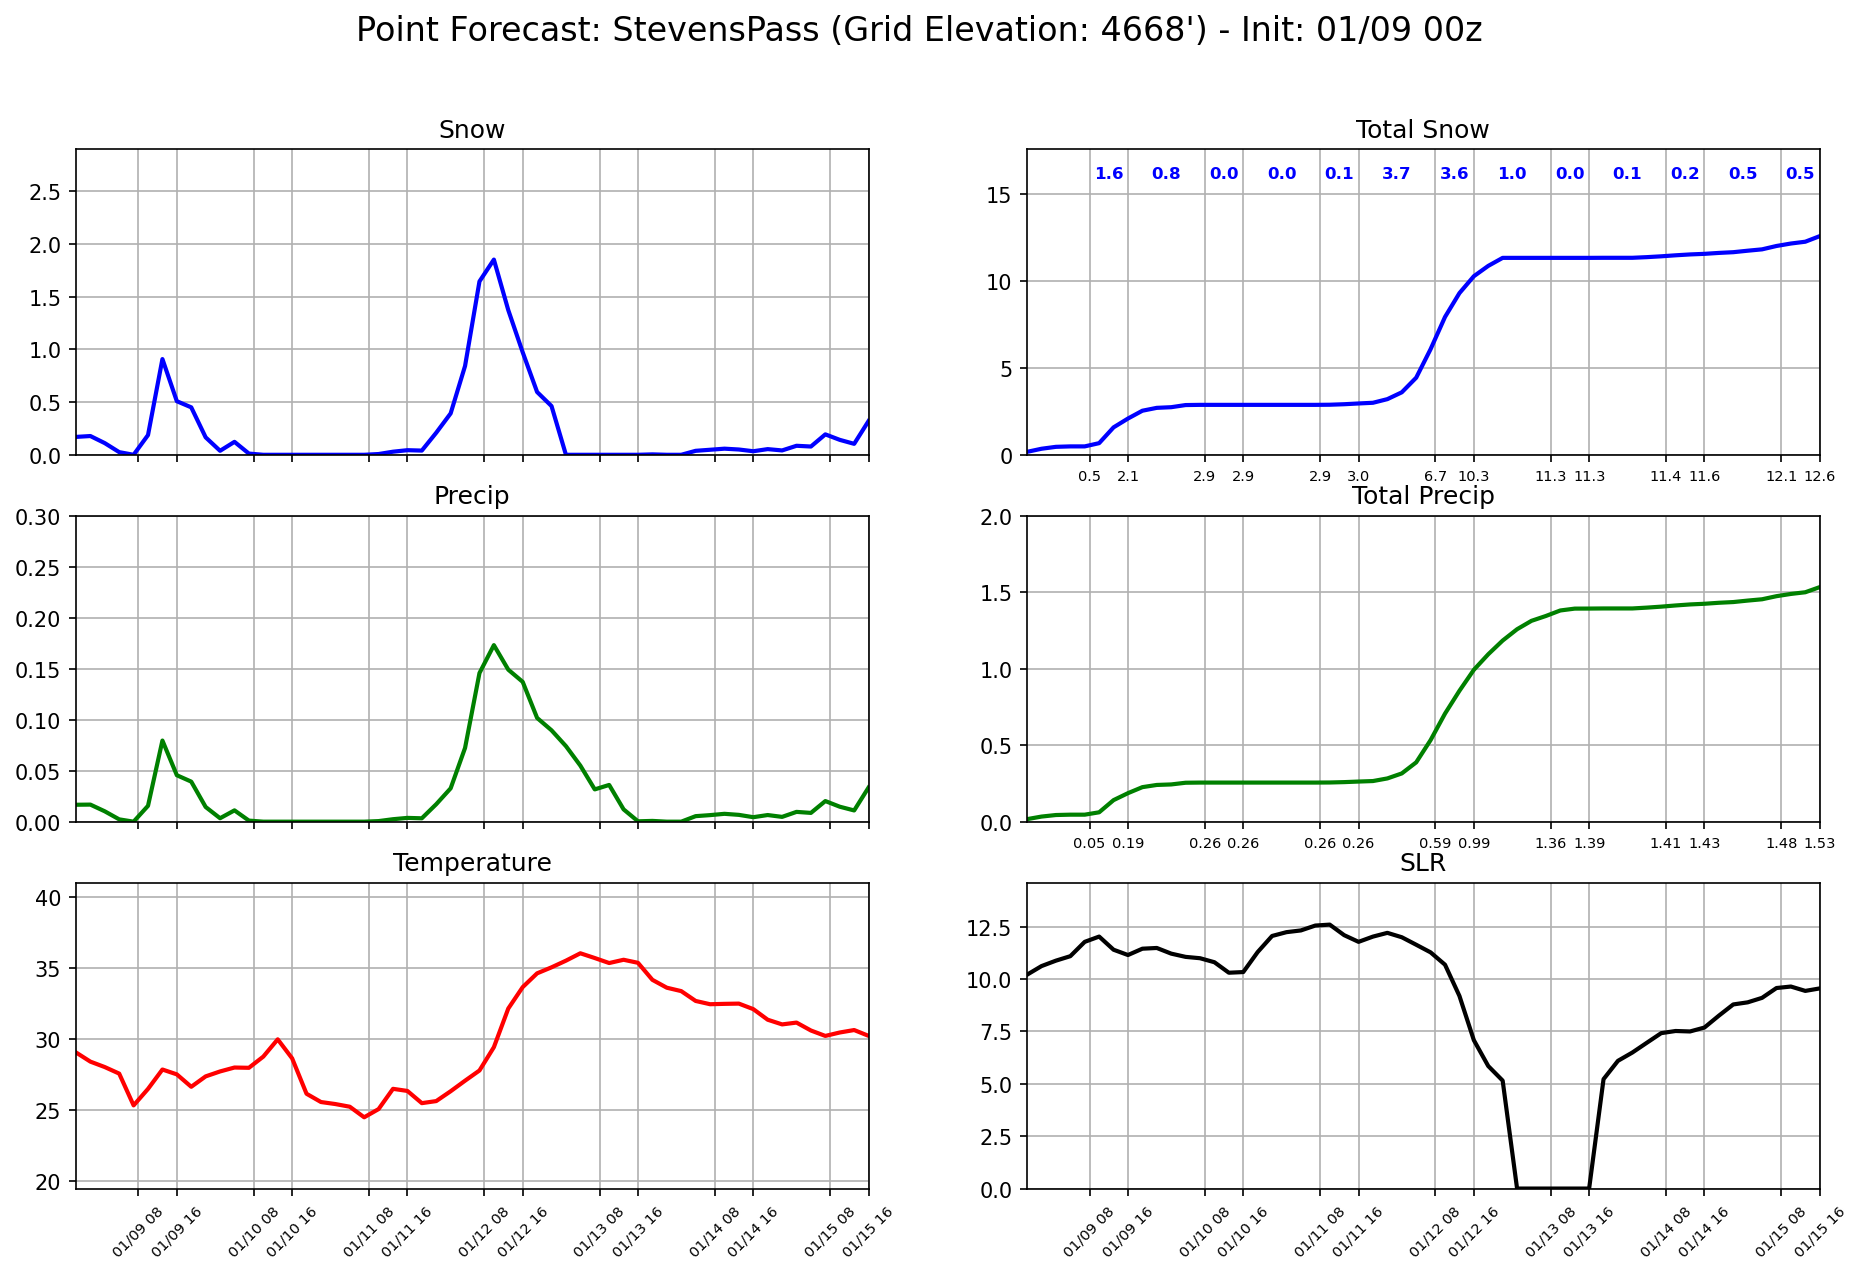 Point Forecast: StevensPass (Grid Elevation: 4668') - Init: 01/09 00z
Snow
2.5
2.0
1.5
1.0
0.5
0.0
Total Snow
1.6 0.8 0.0 0.0 0.1 3.7 3.6 1.0 0.0 0.1 0.2 0.5 0.5
15
10
5
0
0.5 2.1 2.9 2.9 2.9 3.0 6.7 10.3 11.3 11.3 11.4 11.6 12.1 12.6
Precip
0.30
0.25
0.20
0.15
0.10
0.05
0.00
Total Precip
2.0
1.5
1.0
0.5
0.0
0.05 0.19 0.26 0.26 0.26 0.26 0.59 0.99 1.36 1.39 1.41 1.43 1.48 1.53
Temperature
40
35
30
25
20
01/09 08 01/09 16 01/10 08 01/10 16 01/11 08 01/11 16 01/12 08 01/12 16 01/13 08 01/13 16 01/14 08 01/14 16 01/15 08 01/15 16
SLR
12.5
10.0
7.5
5.0
2.5
0.0
01/09 08 01/09 16 01/10 08 01/10 16 01/11 08 01/11 16 01/12 08 01/12 16 01/13 08 01/13 16 01/14 08 01/14 16 01/15 08 01/15 16